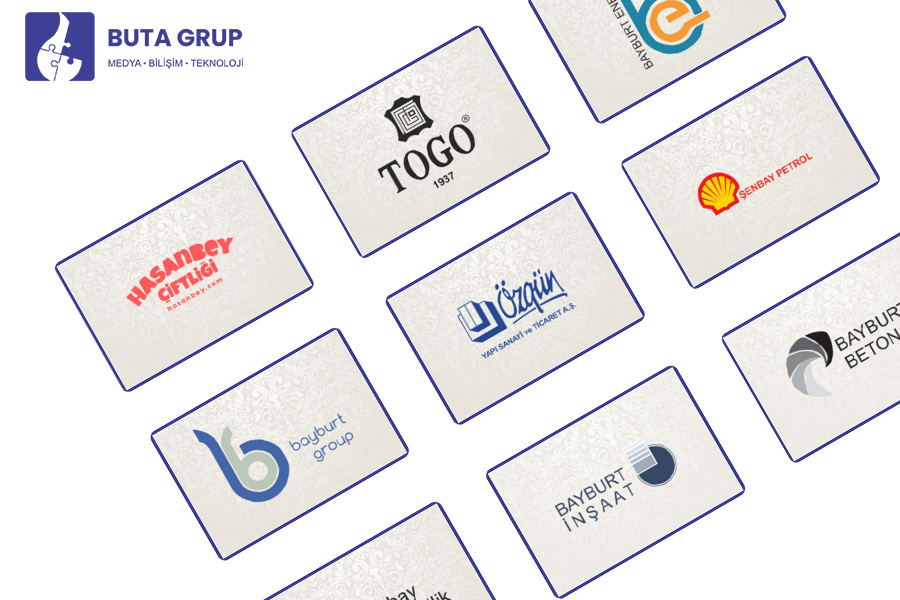 BUTA GRUP
MEDYA • BİLİŞİM • TEKNOLOJİ
be
TOGO®
1937
ŞENBAY PETROL
HASANBEY
ÇİFTLİĞİ
hasanbey.com
Özgün
YAPI SANAYİ ve TİCARET A.Ş.
BAYBURT
BETON
bayburt
group
BAYBURT
İNŞAAT